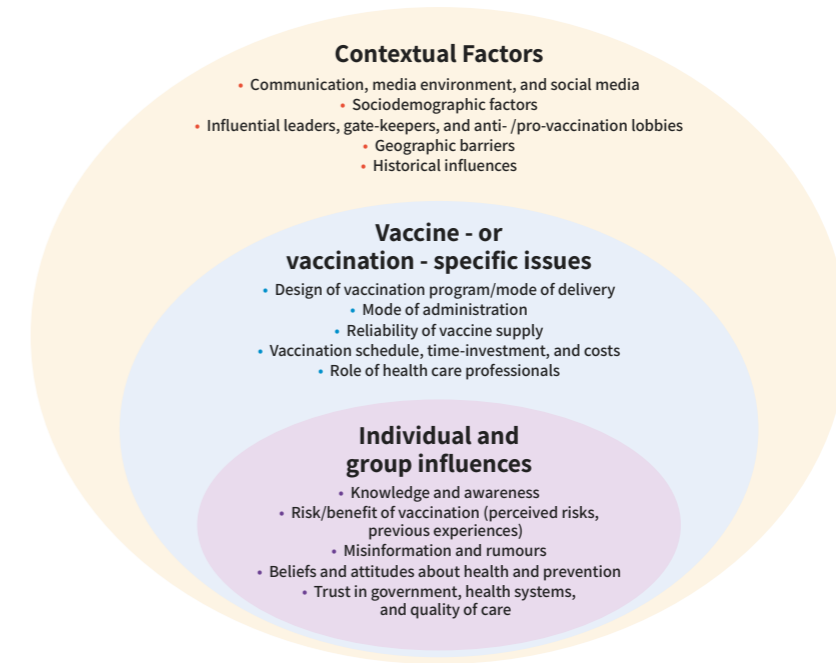 Contextual Factors
• Communication, media environment, and social media
• Sociodemographic factors
• Influential leaders, gate-keepers, and anti- /pro-vaccination lobbies
• Geographic barriers
• Historical influences
Vaccine - or
vaccination - specific issues
• Design of vaccination program/mode of delivery
• Mode of administration
• Reliability of vaccine supply
• Vaccination schedule, time-investment, and costs
• Role of health care professionals
Individual and
group influences
• Knowledge and awareness
• Risk/benefit of vaccination (perceived risks,
previous experiences)
• Misinformation and rumours
• Beliefs and attitudes about health and prevention
• Trust in government, health systems,
and quality of care